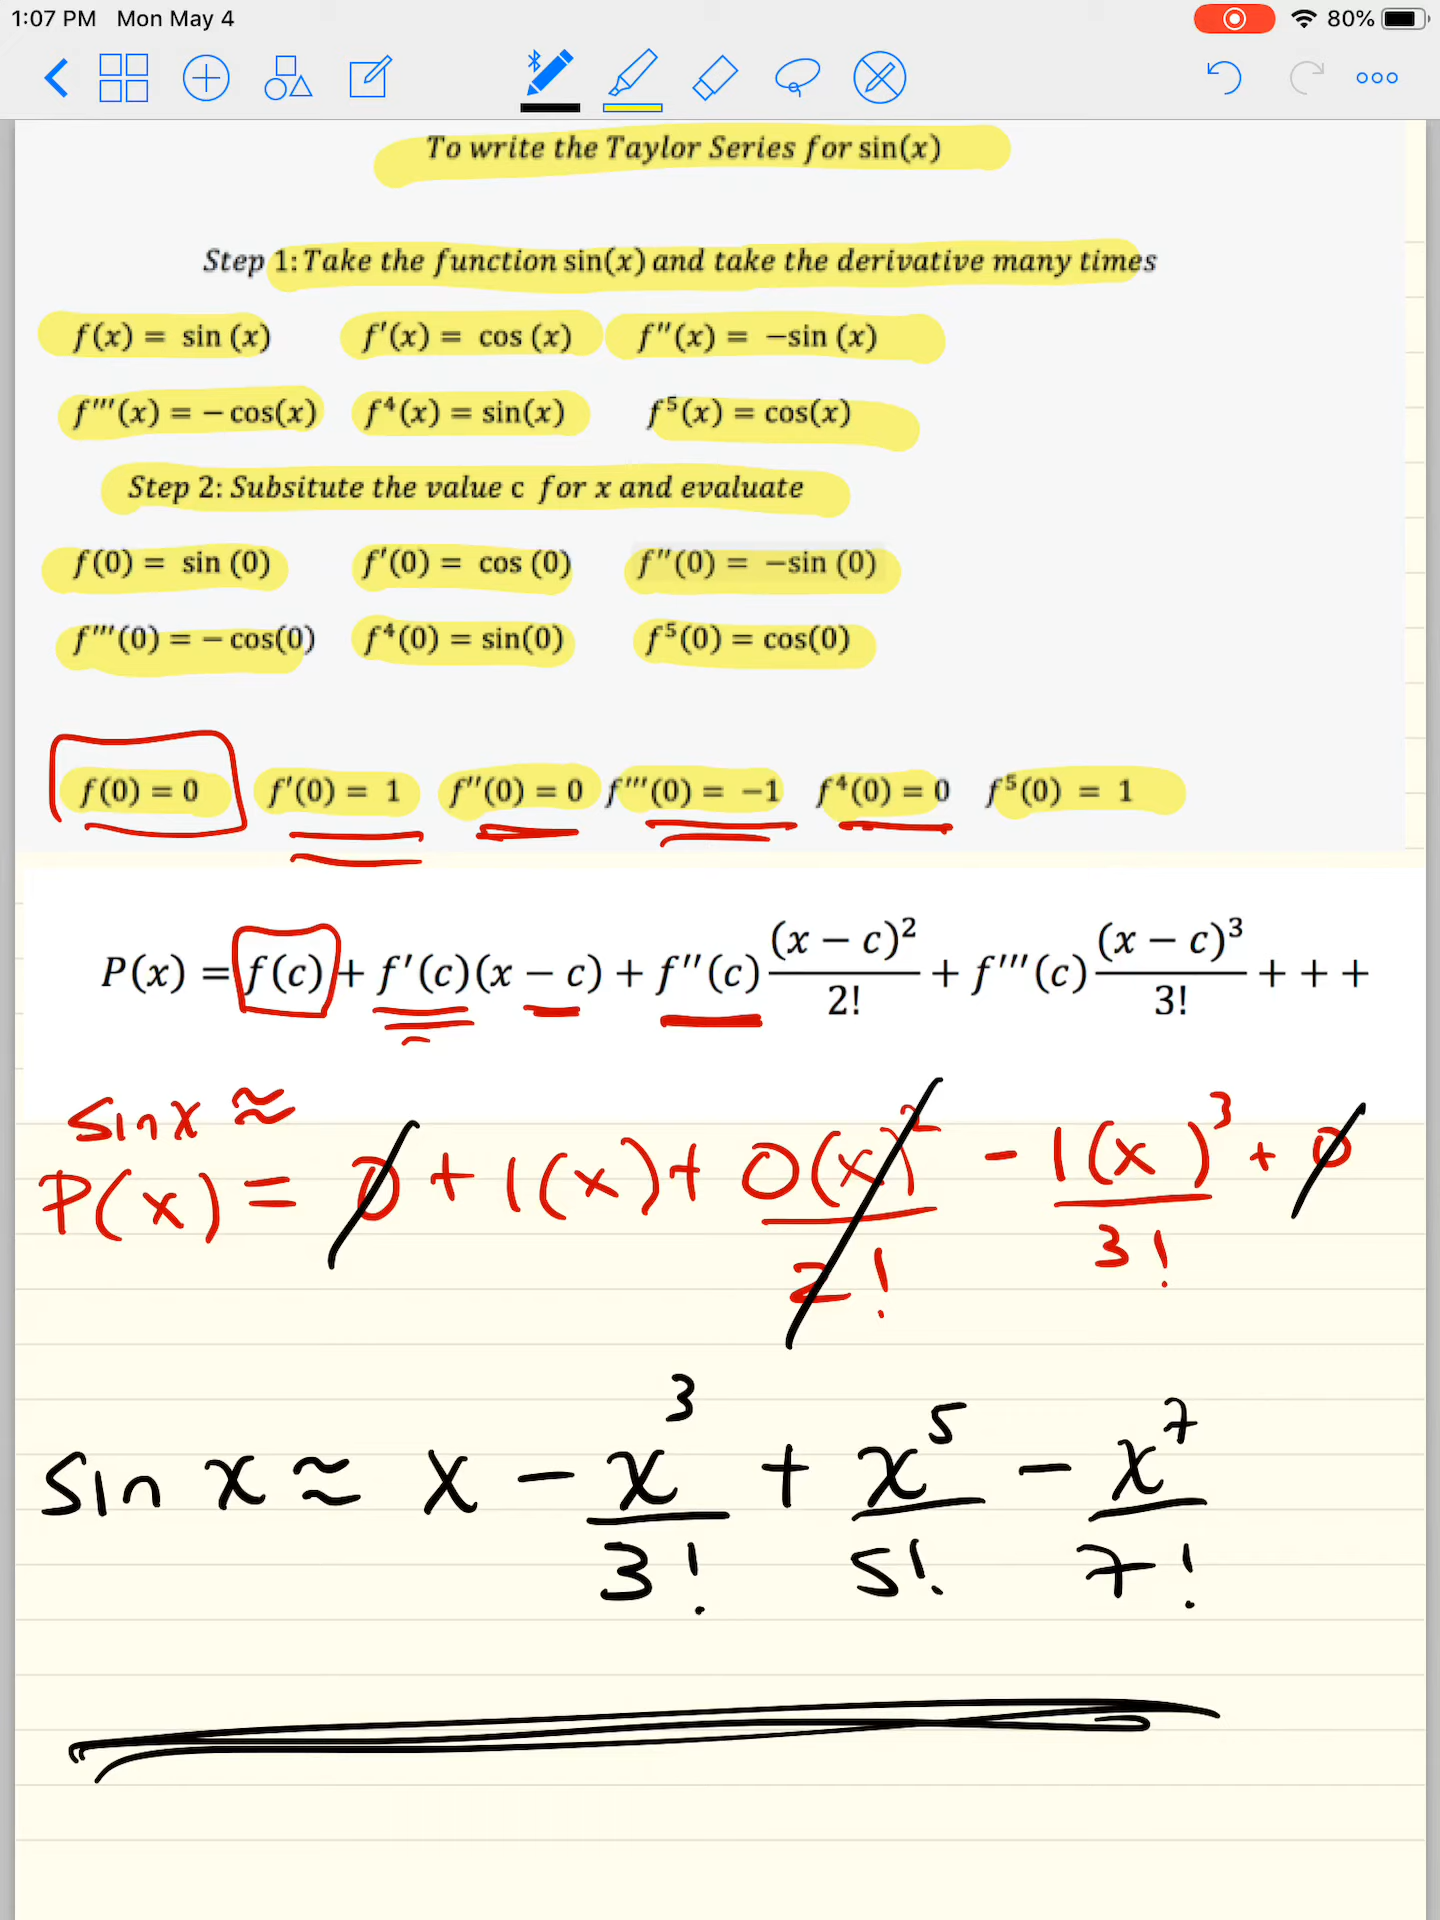 1:07 PM Mon May 4 80%
To write the Taylor Series for sin(x)
Step 1: Take the function sin(x) and take the derivative many times
f(x) = sin (x) f'(x) = cos (x) f''(x) = −sin (x)
f'''(x) = − cos(x) f⁴(x) = sin(x) f⁵(x) = cos(x)
Step 2: Subsitute the value c for x and evaluate
f(0) = sin (0) f'(0) = cos (0) f''(0) = −sin (0)
f'''(0) = − cos(0) f⁴(0) = sin(0) f⁵(0) = cos(0)
f(0) = 0 f'(0) = 1 f''(0) = 0 f'''(0) = −1 f⁴(0) = 0 f⁵(0) = 1
P(x) = f(c) + f'(c)(x − c) + f''(c) (x − c)²/2! + f'''(c) (x − c)³/3! + + +
sin x ≈
P(x) = 0 + 1(x) + 0(x)²/2! − 1(x)³/3! + 0
sin x ≈ x − x³/3! + x⁵/5! − x⁷/7!